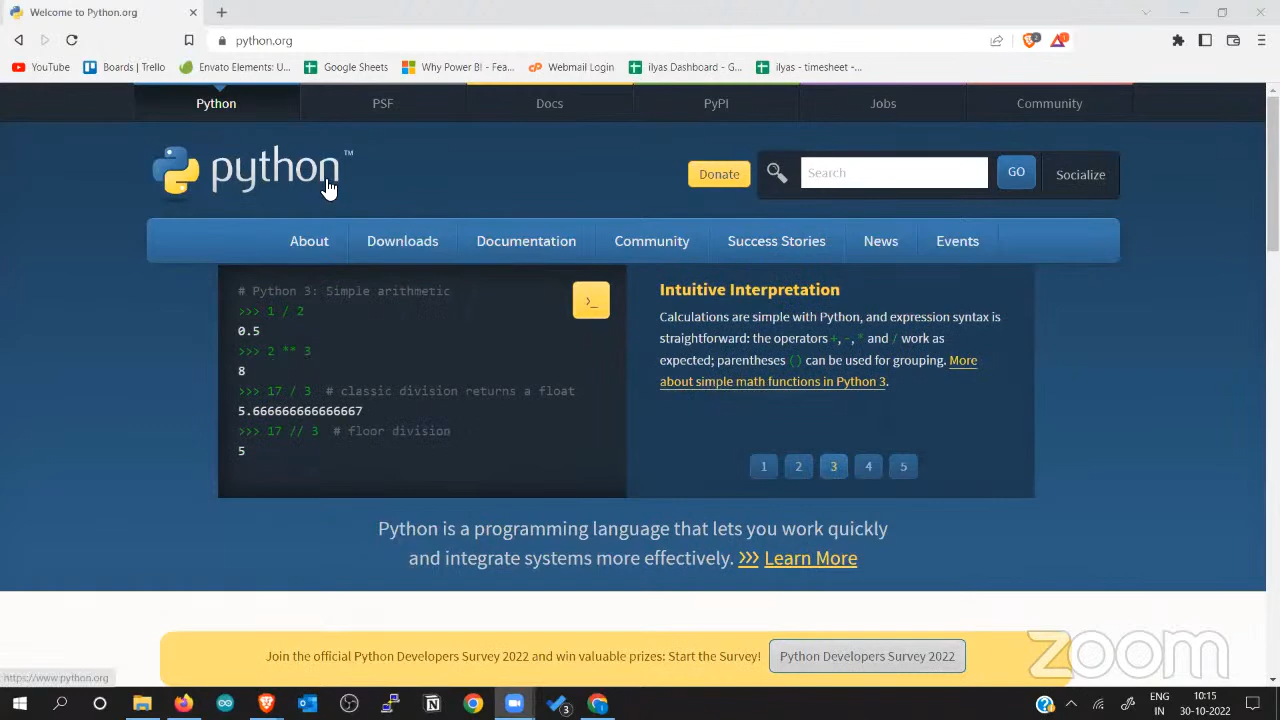 Welcome to Python.org
python.org
YouTube
Boards | Trello
Envato Elements: U...
Google Sheets
Why Power BI - Fea...
Webmail Login
ilyas Dashboard - G...
ilyas - timesheet -...
Python
PSF
Docs
PyPI
Jobs
Community
python™
Donate
Search
GO
Socialize
About
Downloads
Documentation
Community
Success Stories
News
Events
# Python 3: Simple arithmetic
>>> 1 / 2
0.5
>>> 2 ** 3
8
>>> 17 / 3 # classic division returns a float
5.666666666666667
>>> 17 // 3 # floor division
5
>_
Intuitive Interpretation
Calculations are simple with Python, and expression syntax is
straightforward: the operators +, -, * and / work as
expected; parentheses () can be used for grouping. More
about simple math functions in Python 3.
1
2
3
4
5
Python is a programming language that lets you work quickly
and integrate systems more effectively. >>> Learn More
Join the official Python Developers Survey 2022 and win valuable prizes: Start the Survey!
Python Developers Survey 2022
zoom
https://www.python.org
3
ENG
IN
10:15
30-10-2022